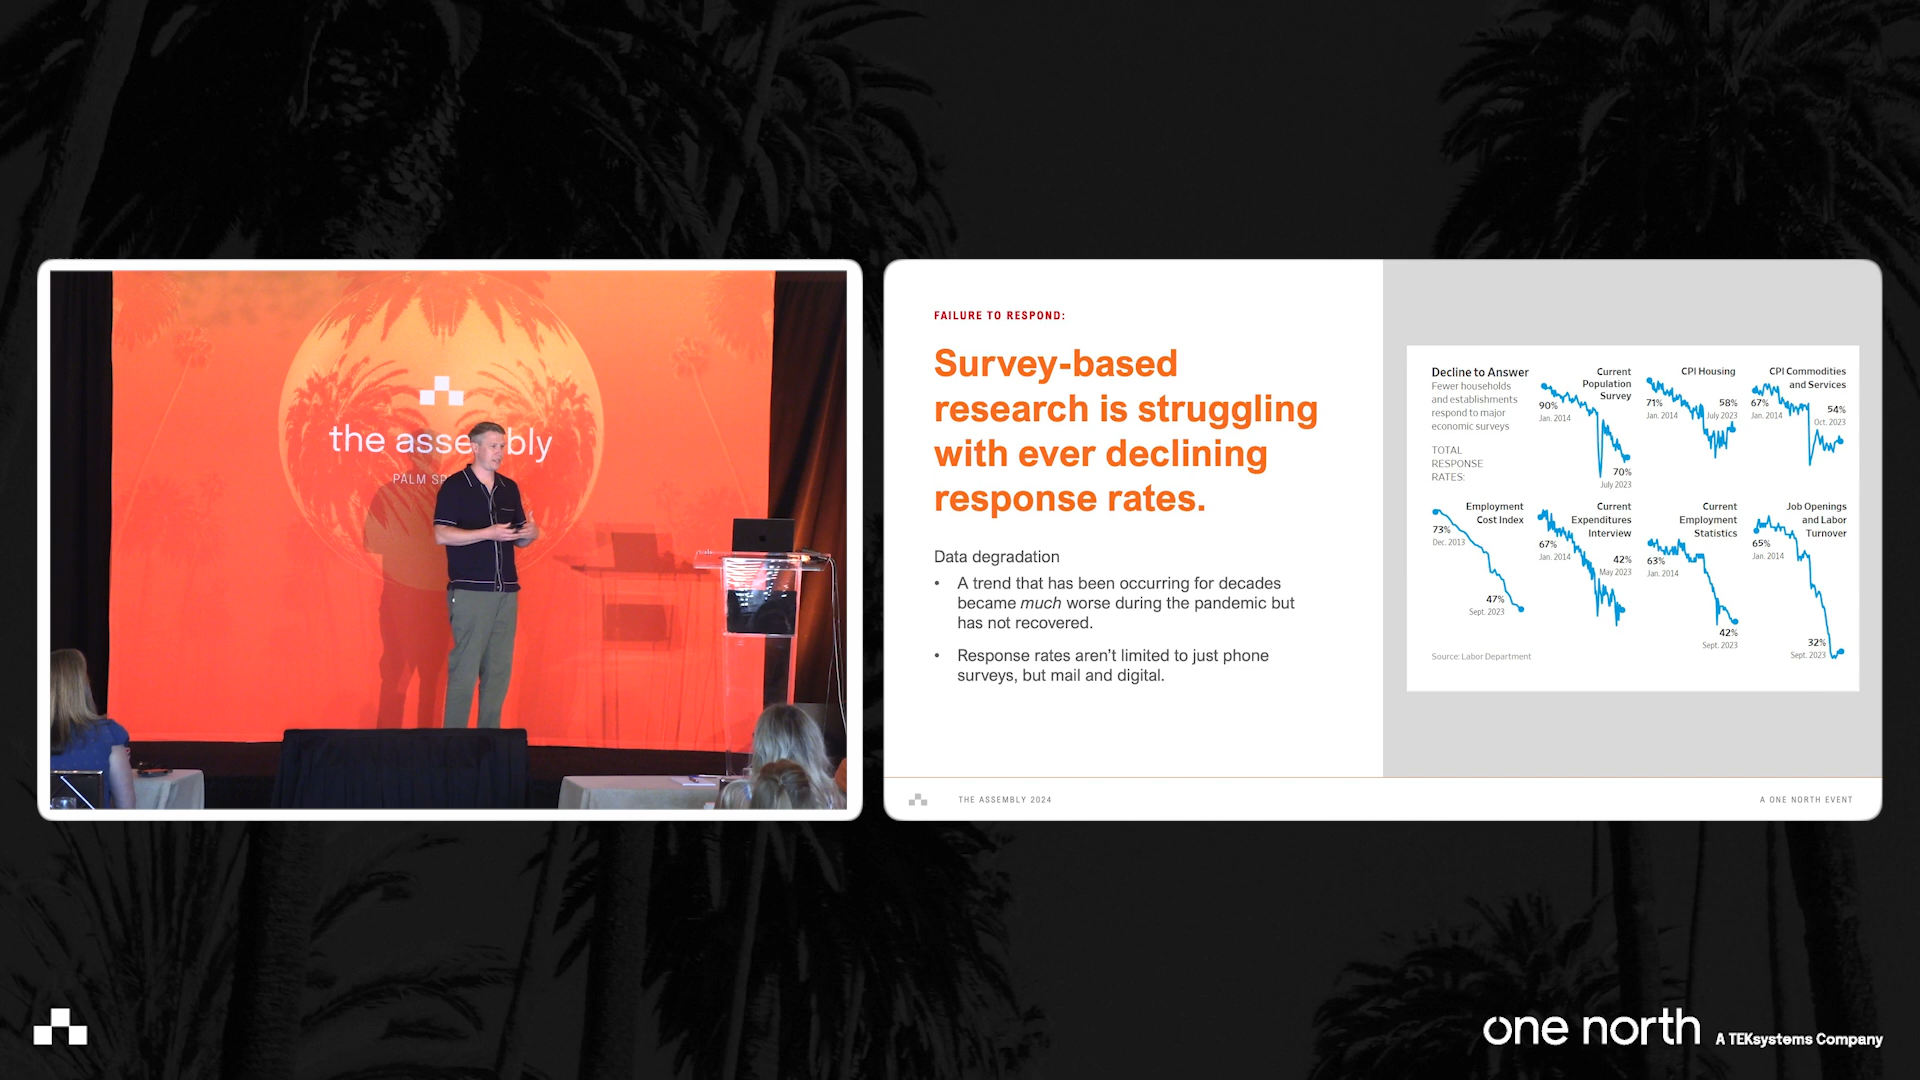 the assembly
PALM SP
FAILURE TO RESPOND:
Survey-based
research is struggling
with ever declining
response rates.
Data degradation
• A trend that has been occurring for decades
became much worse during the pandemic but
has not recovered.
• Response rates aren't limited to just phone
surveys, but mail and digital.
Decline to Answer
Fewer households
and establishments
respond to major
economic surveys
TOTAL
RESPONSE
RATES:
Current
Population
Survey
90%
Jan. 2014
70%
July 2023
CPI Housing
71%
Jan. 2014
58%
July 2023
CPI Commodities
and Services
67%
Jan. 2014
54%
Oct. 2023
Employment
Cost Index
73%
Dec. 2013
47%
Sept. 2023
Current
Expenditures
Interview
67%
Jan. 2014
42%
May 2023
Current
Employment
Statistics
63%
Jan. 2014
42%
Sept. 2023
Job Openings
and Labor
Turnover
65%
Jan. 2014
32%
Sept. 2023
Source: Labor Department
THE ASSEMBLY 2024
A ONE NORTH EVENT
one north A TEKsystems Company